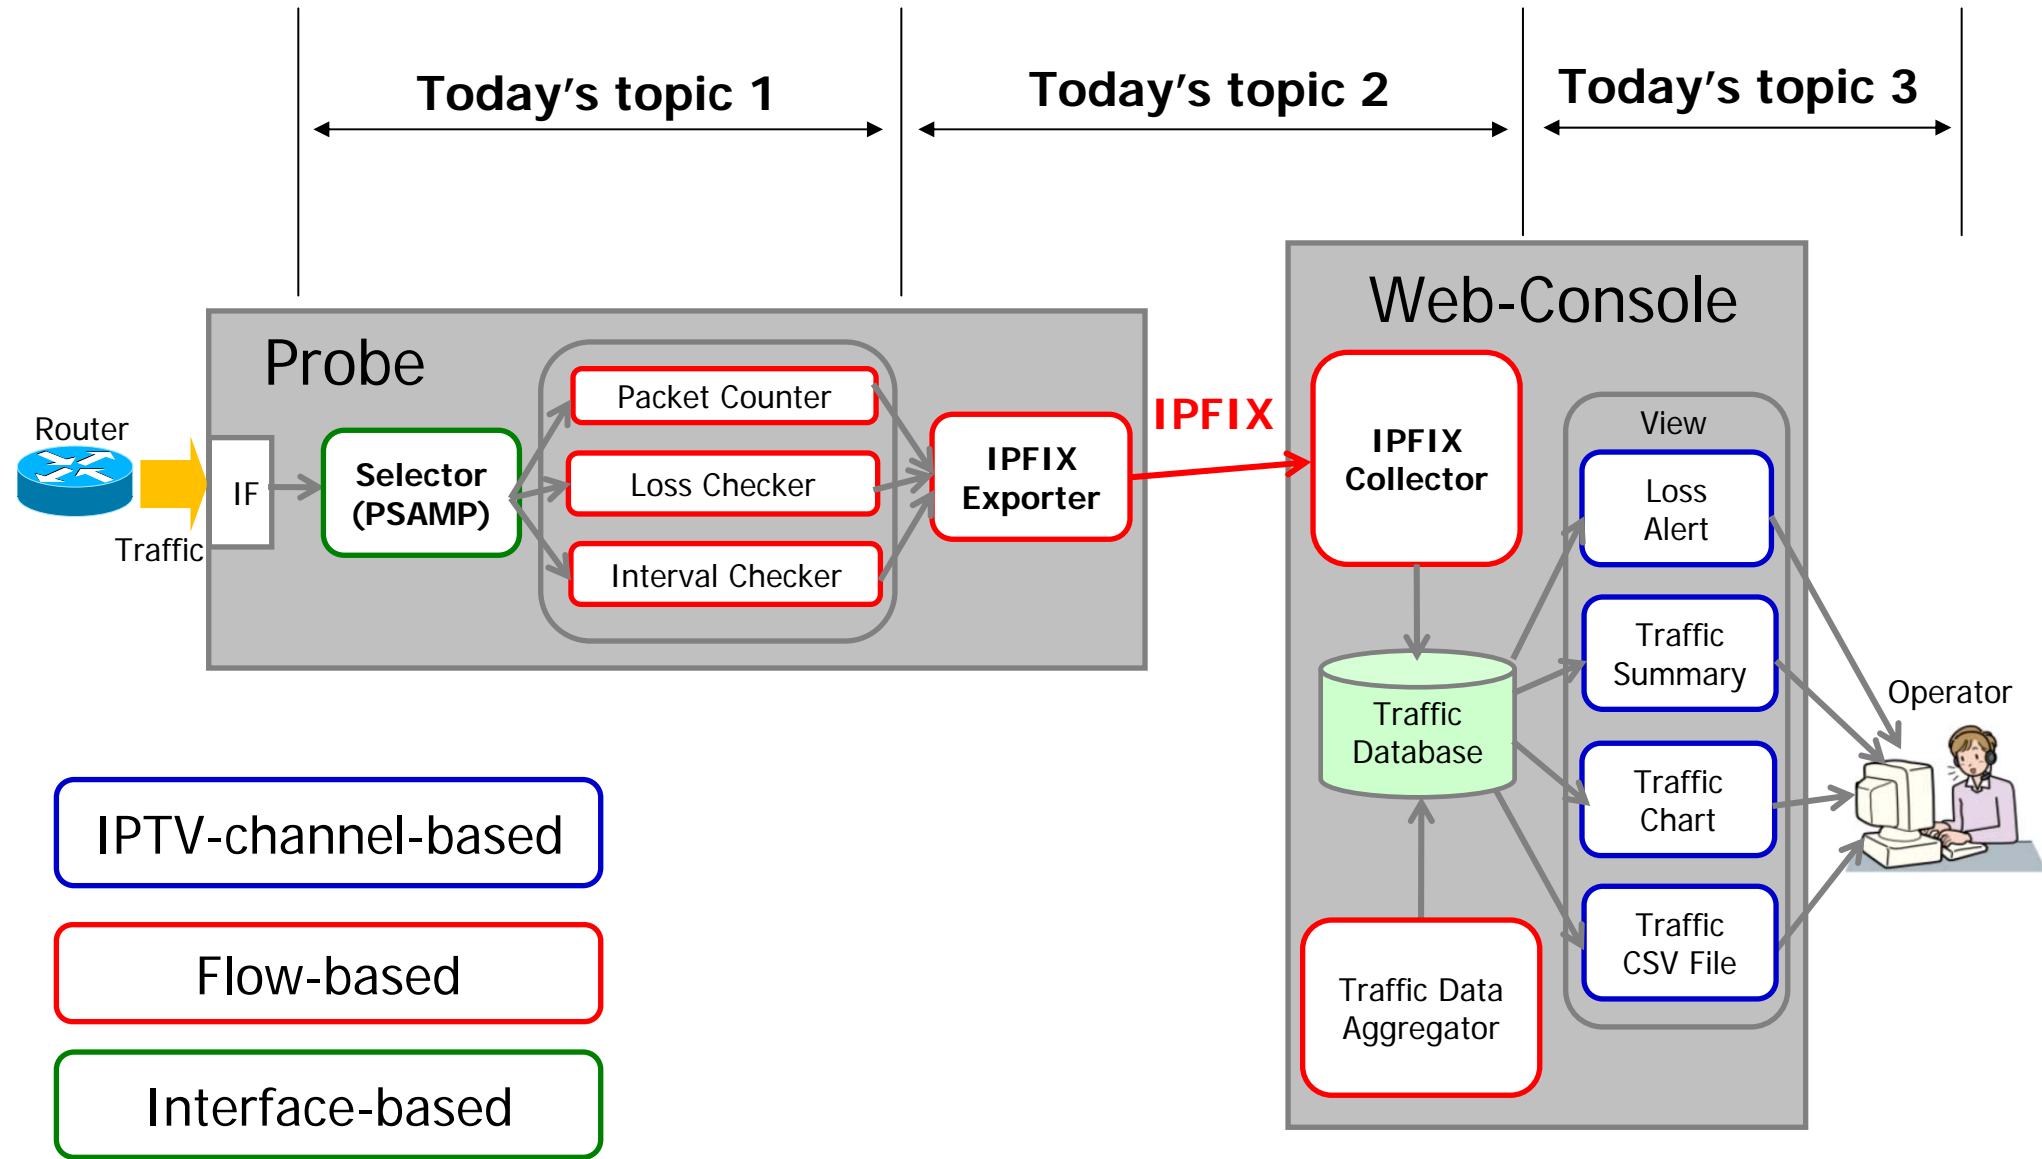 Today's topic 1
Today's topic 2
Today's topic 3
Probe
Router
Traffic
IF
Selector
(PSAMP)
Packet Counter
Loss Checker
Interval Checker
IPFIX
Exporter
IPFIX
Web-Console
IPFIX
Collector
Traffic
Database
Traffic Data
Aggregator
View
Loss
Alert
Traffic
Summary
Traffic
Chart
Traffic
CSV File
Operator
IPTV-channel-based
Flow-based
Interface-based